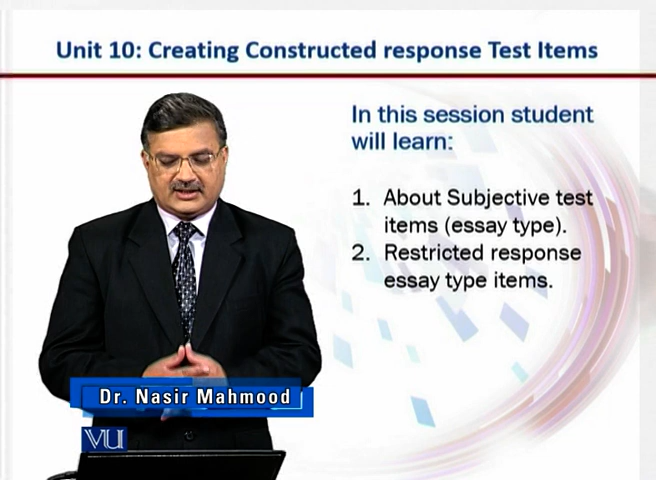 Unit 10: Creating Constructed response Test Items
In this session student
will learn:
1. About Subjective test
items (essay type).
2. Restricted response
essay type items.
Dr. Nasir Mahmood
VU